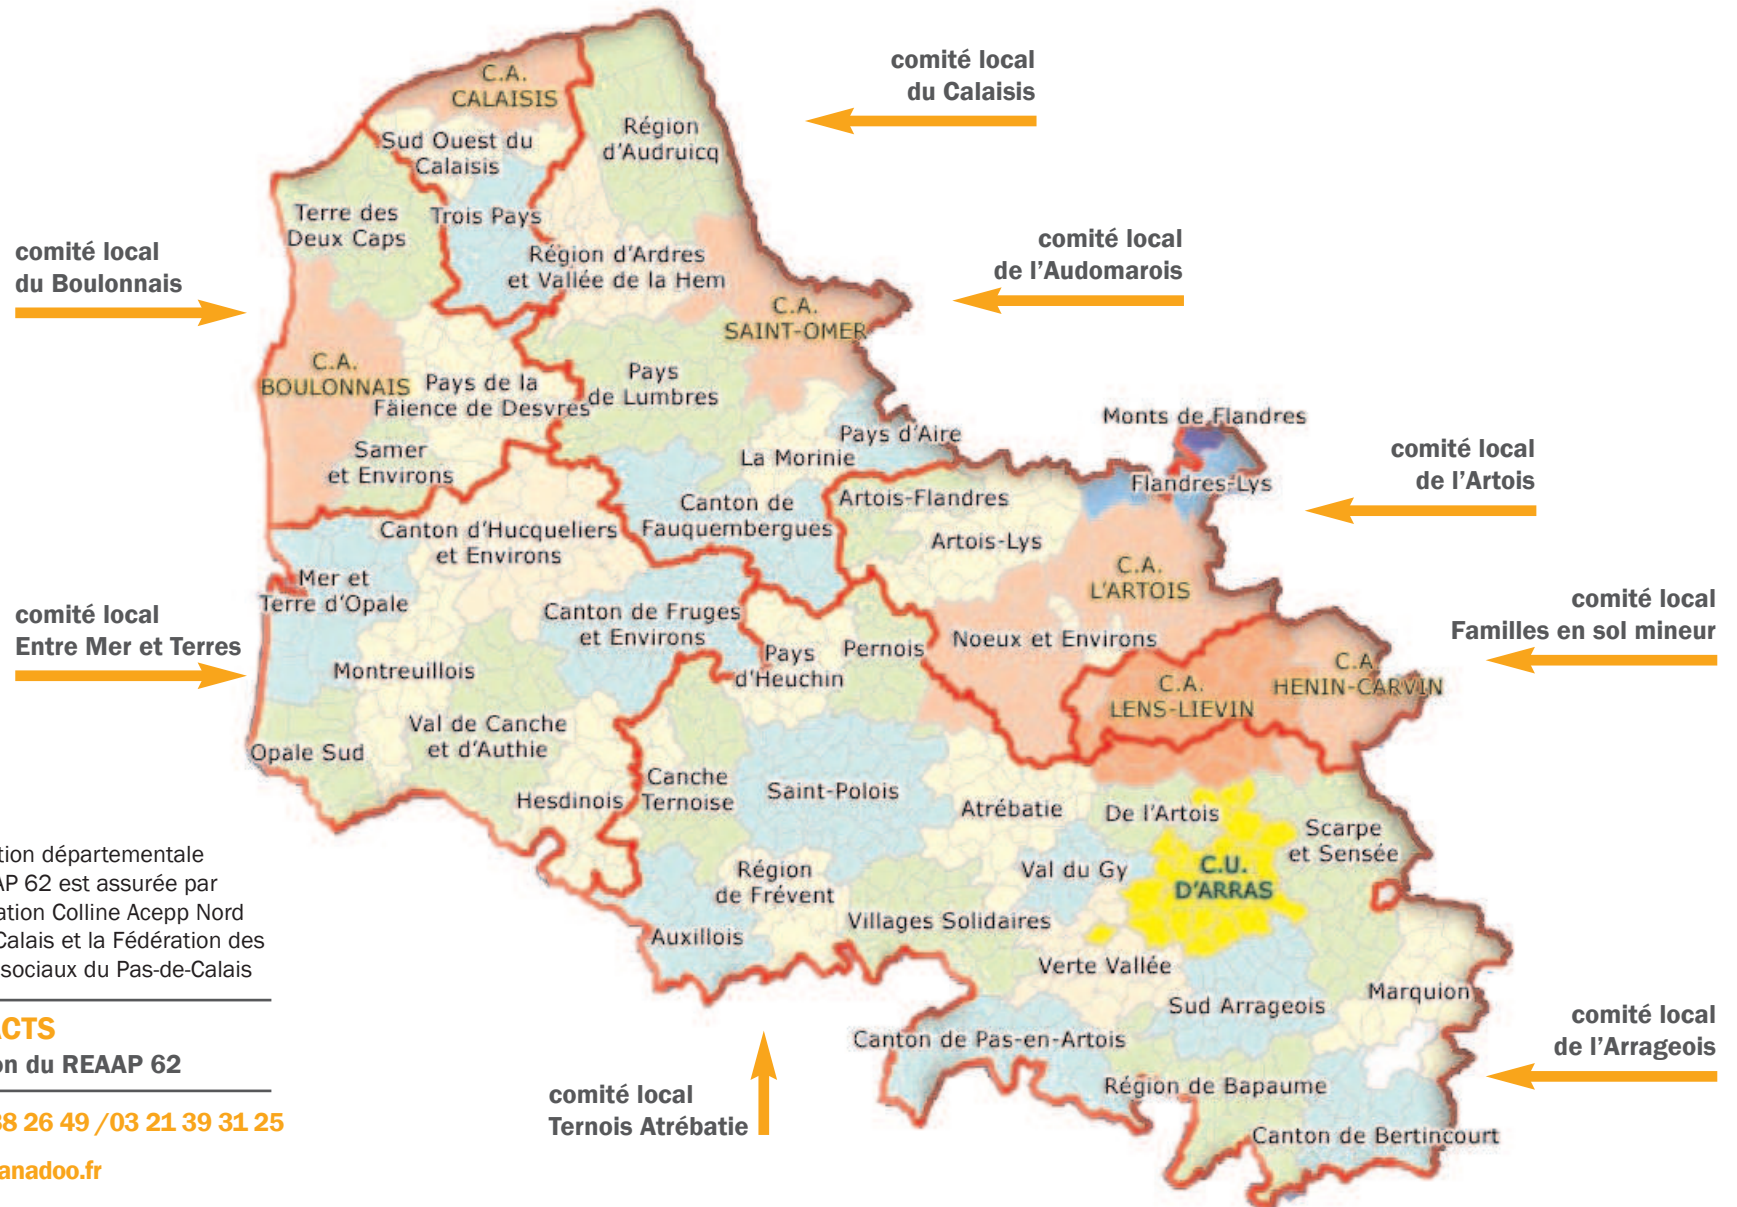 comité local
du Calaisis
comité local
de l'Audomarois
comité local
du Boulonnais
comité local
de l'Artois
comité local
Familles en sol mineur
comité local
Entre Mer et Terres
comité local
de l'Arrageois
comité local
Ternois Atrébatie
C.A.
CALAISIS
Sud Ouest du
Calaisis
Région
d'Audruicq
Terre des
Deux Caps
Trois Pays
Région d'Ardres
et Vallée de la Hem
C.A.
SAINT-OMER
C.A.
BOULONNAIS
Pays de la
Fäience de Desvres
Pays
de Lumbres
Samer
et Environs
Pays d'Aire
La Morinie
Monts de Flandres
Flandres-Lys
Canton d'Hucqueliers
et Environs
Canton de
Fauquembergues
Artois-Flandres
Artois-Lys
C.A.
L'ARTOIS
Mer et
Terre d'Opale
Canton de Fruges
et Environs
Pays
d'Heuchin
Pernois
Noeux et Environs
C.A.
LENS-LIEVIN
C.A.
HENIN-CARVIN
Montreuillois
Val de Canche
et d'Authie
Opale Sud
Hesdinois
Canche
Ternoise
Saint-Polois
Atrébatie
De l'Artois
Scarpe
et Sensée
C.U.
D'ARRAS
Val du Gy
Région
de Frévent
Villages Solidaires
Auxillois
Verte Vallée
Sud Arrageois
Marquion
Canton de Pas-en-Artois
Région de Bapaume
Canton de Bertincourt
tion départementale
AP 62 est assurée par
ation Colline Acepp Nord
Calais et la Fédération des
sociaux du Pas-de-Calais
ACTS
on du REAAP 62
38 26 49 /03 21 39 31 25
anadoo.fr